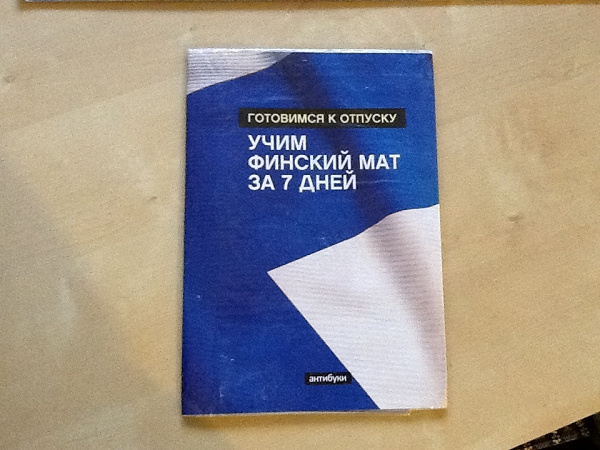 ГОТОВИМСЯ К ОТПУСКУ
УЧИМ
ФИНСКИЙ МАТ
ЗА 7 ДНЕЙ
антибуки